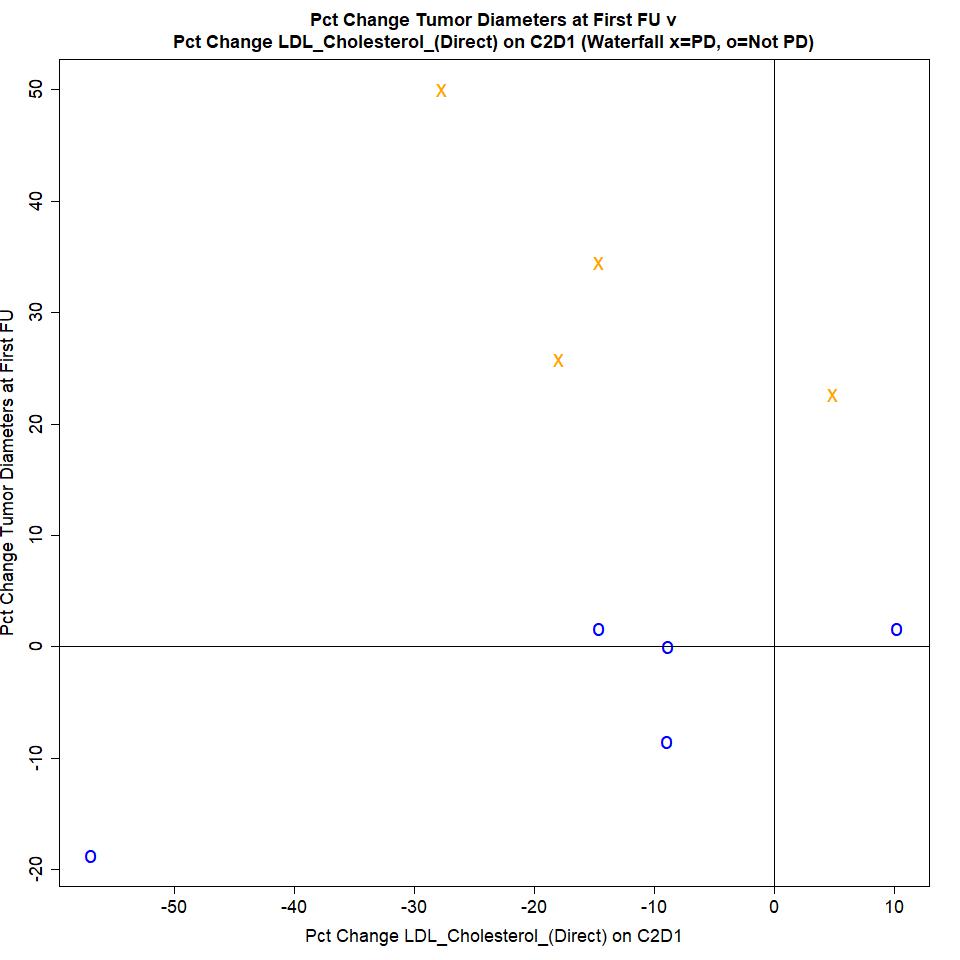 Pct Change Tumor Diameters at First FU v
Pct Change LDL_Cholesterol_(Direct) on C2D1 (Waterfall x=PD, o=Not PD)
Pct Change Tumor Diameters at First FU
50
40
30
20
10
0
-10
-20
X
X
X
X
O
O
O
O
O
-50
-40
-30
-20
-10
0
10
Pct Change LDL_Cholesterol_(Direct) on C2D1